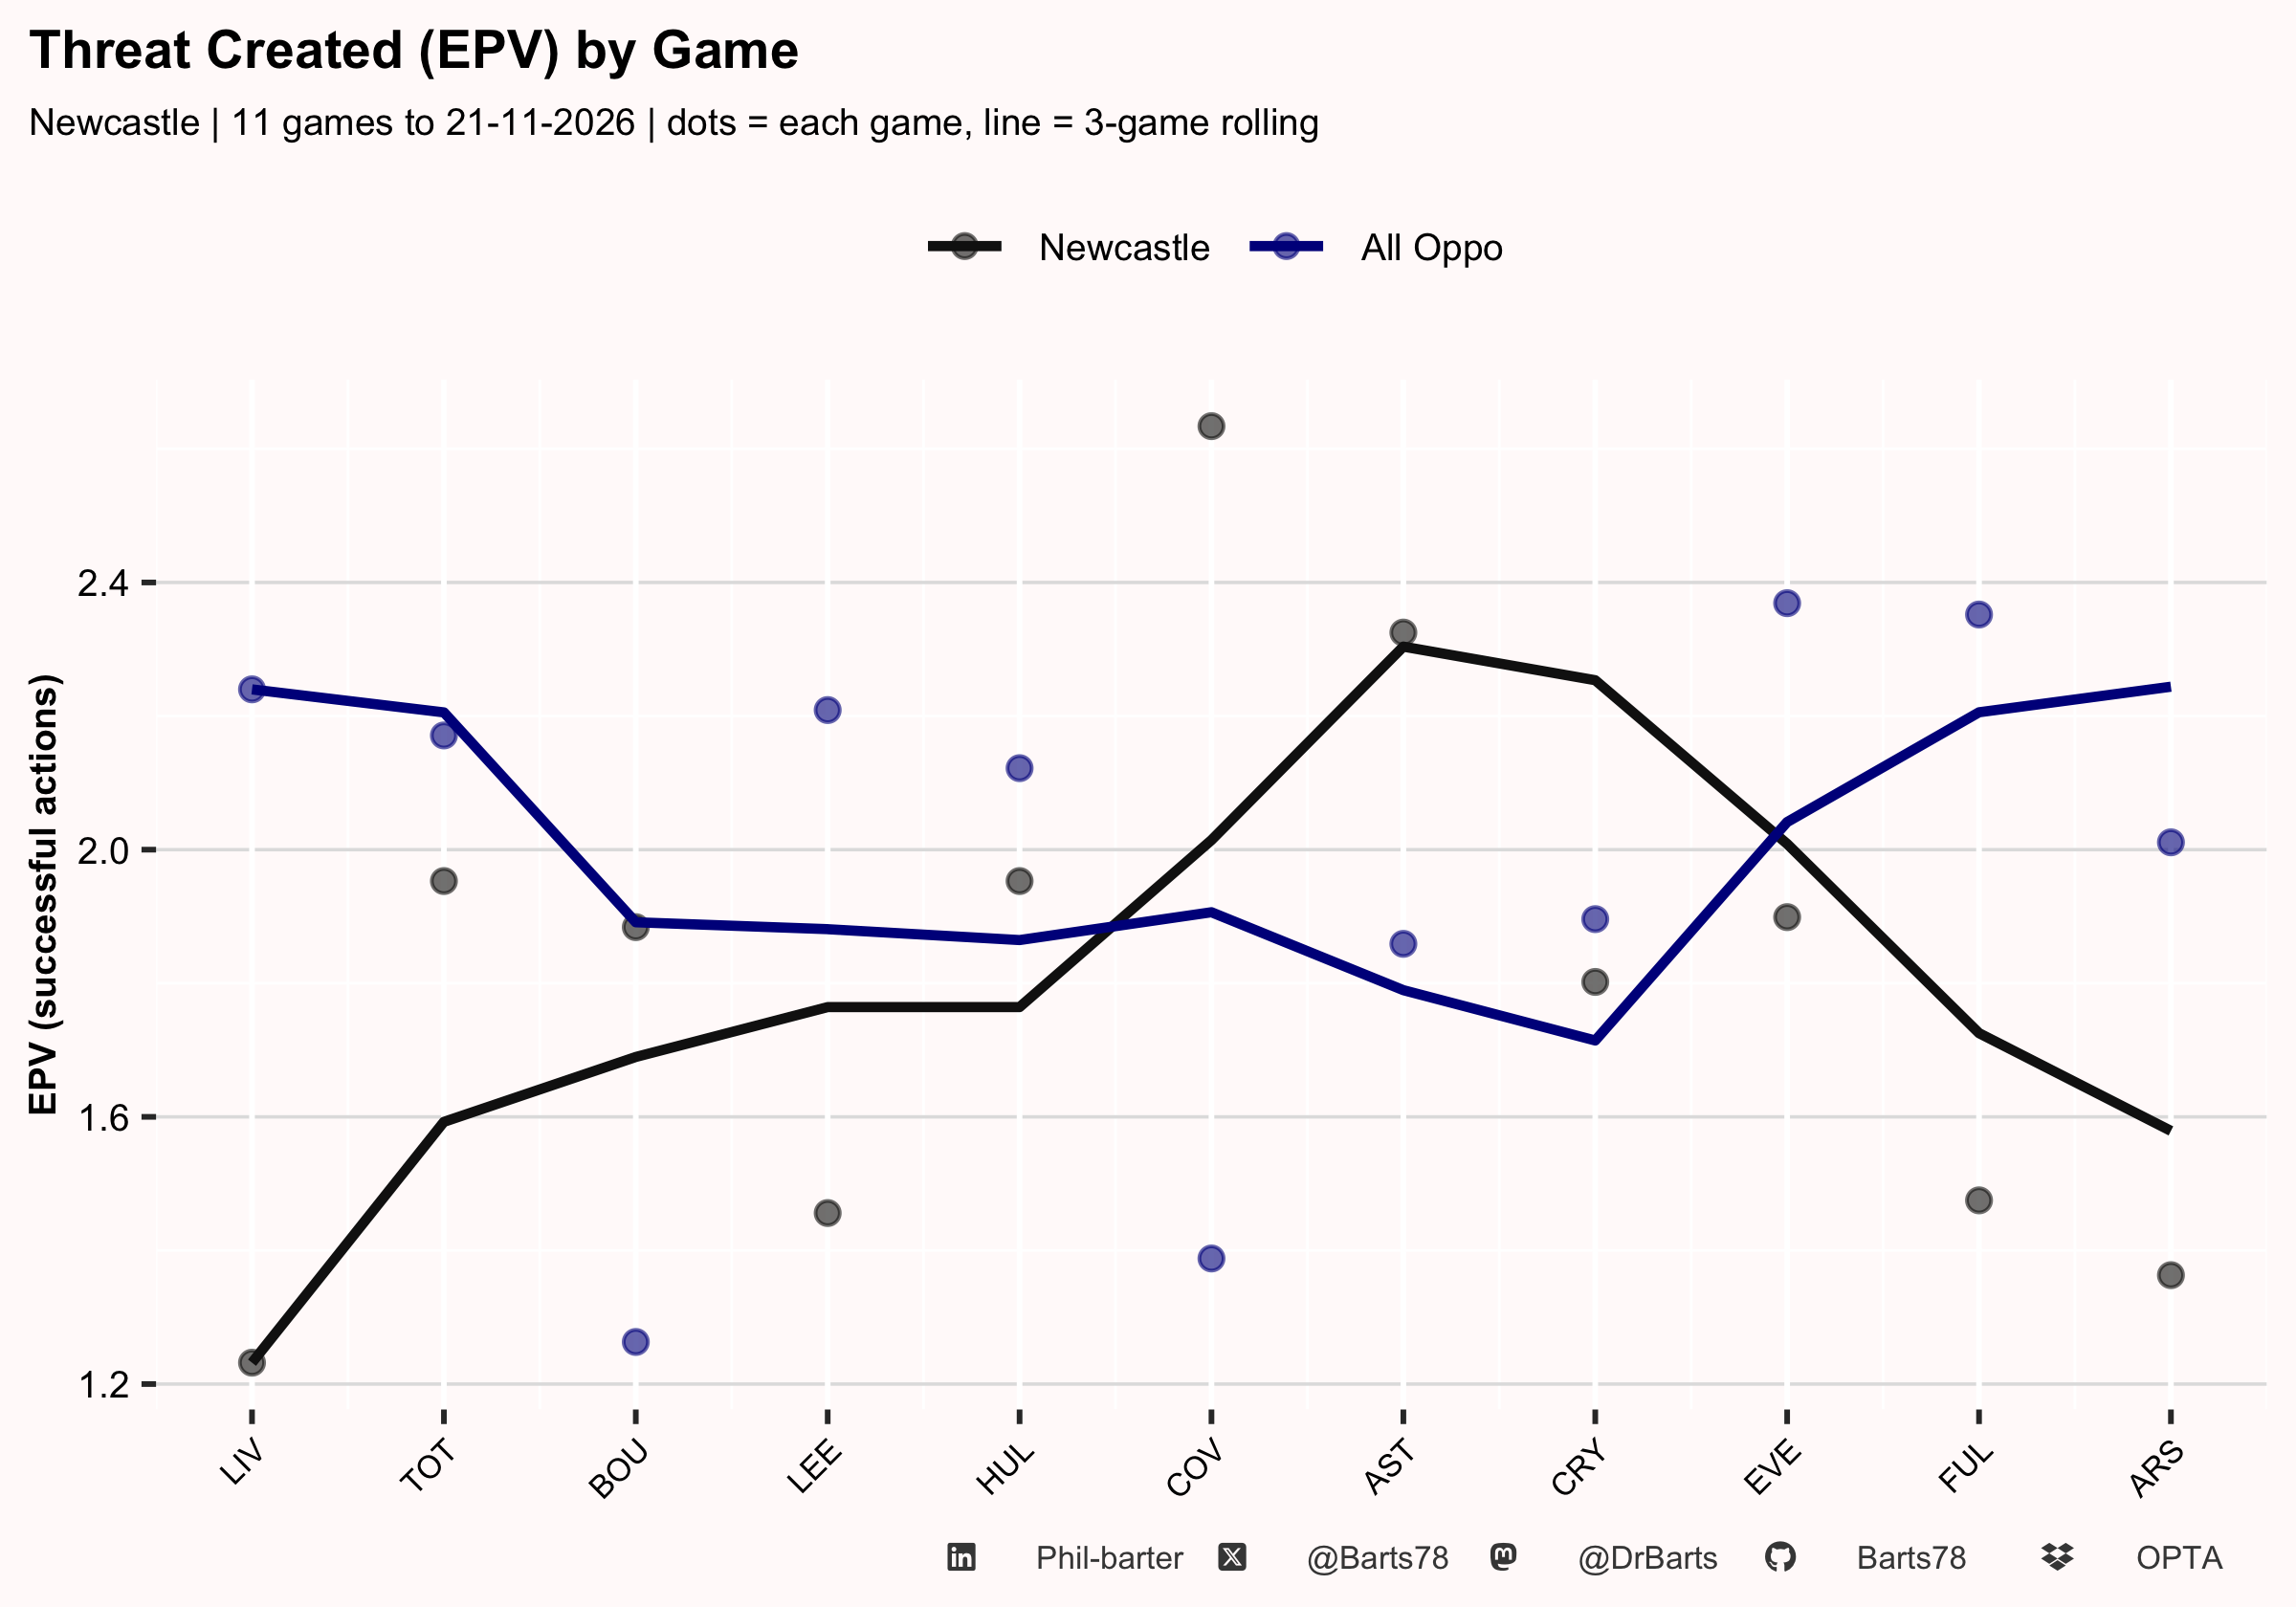 Threat Created (EPV) by Game
Newcastle | 11 games to 21-11-2026 | dots = each game, line = 3-game rolling
Newcastle All Oppo
EPV (successful actions)
2.4
2.0
1.6
1.2
LIV TOT BOU LEE HUL COV AST CRY EVE FUL ARS
Phil-barter @Barts78 @DrBarts Barts78 OPTA